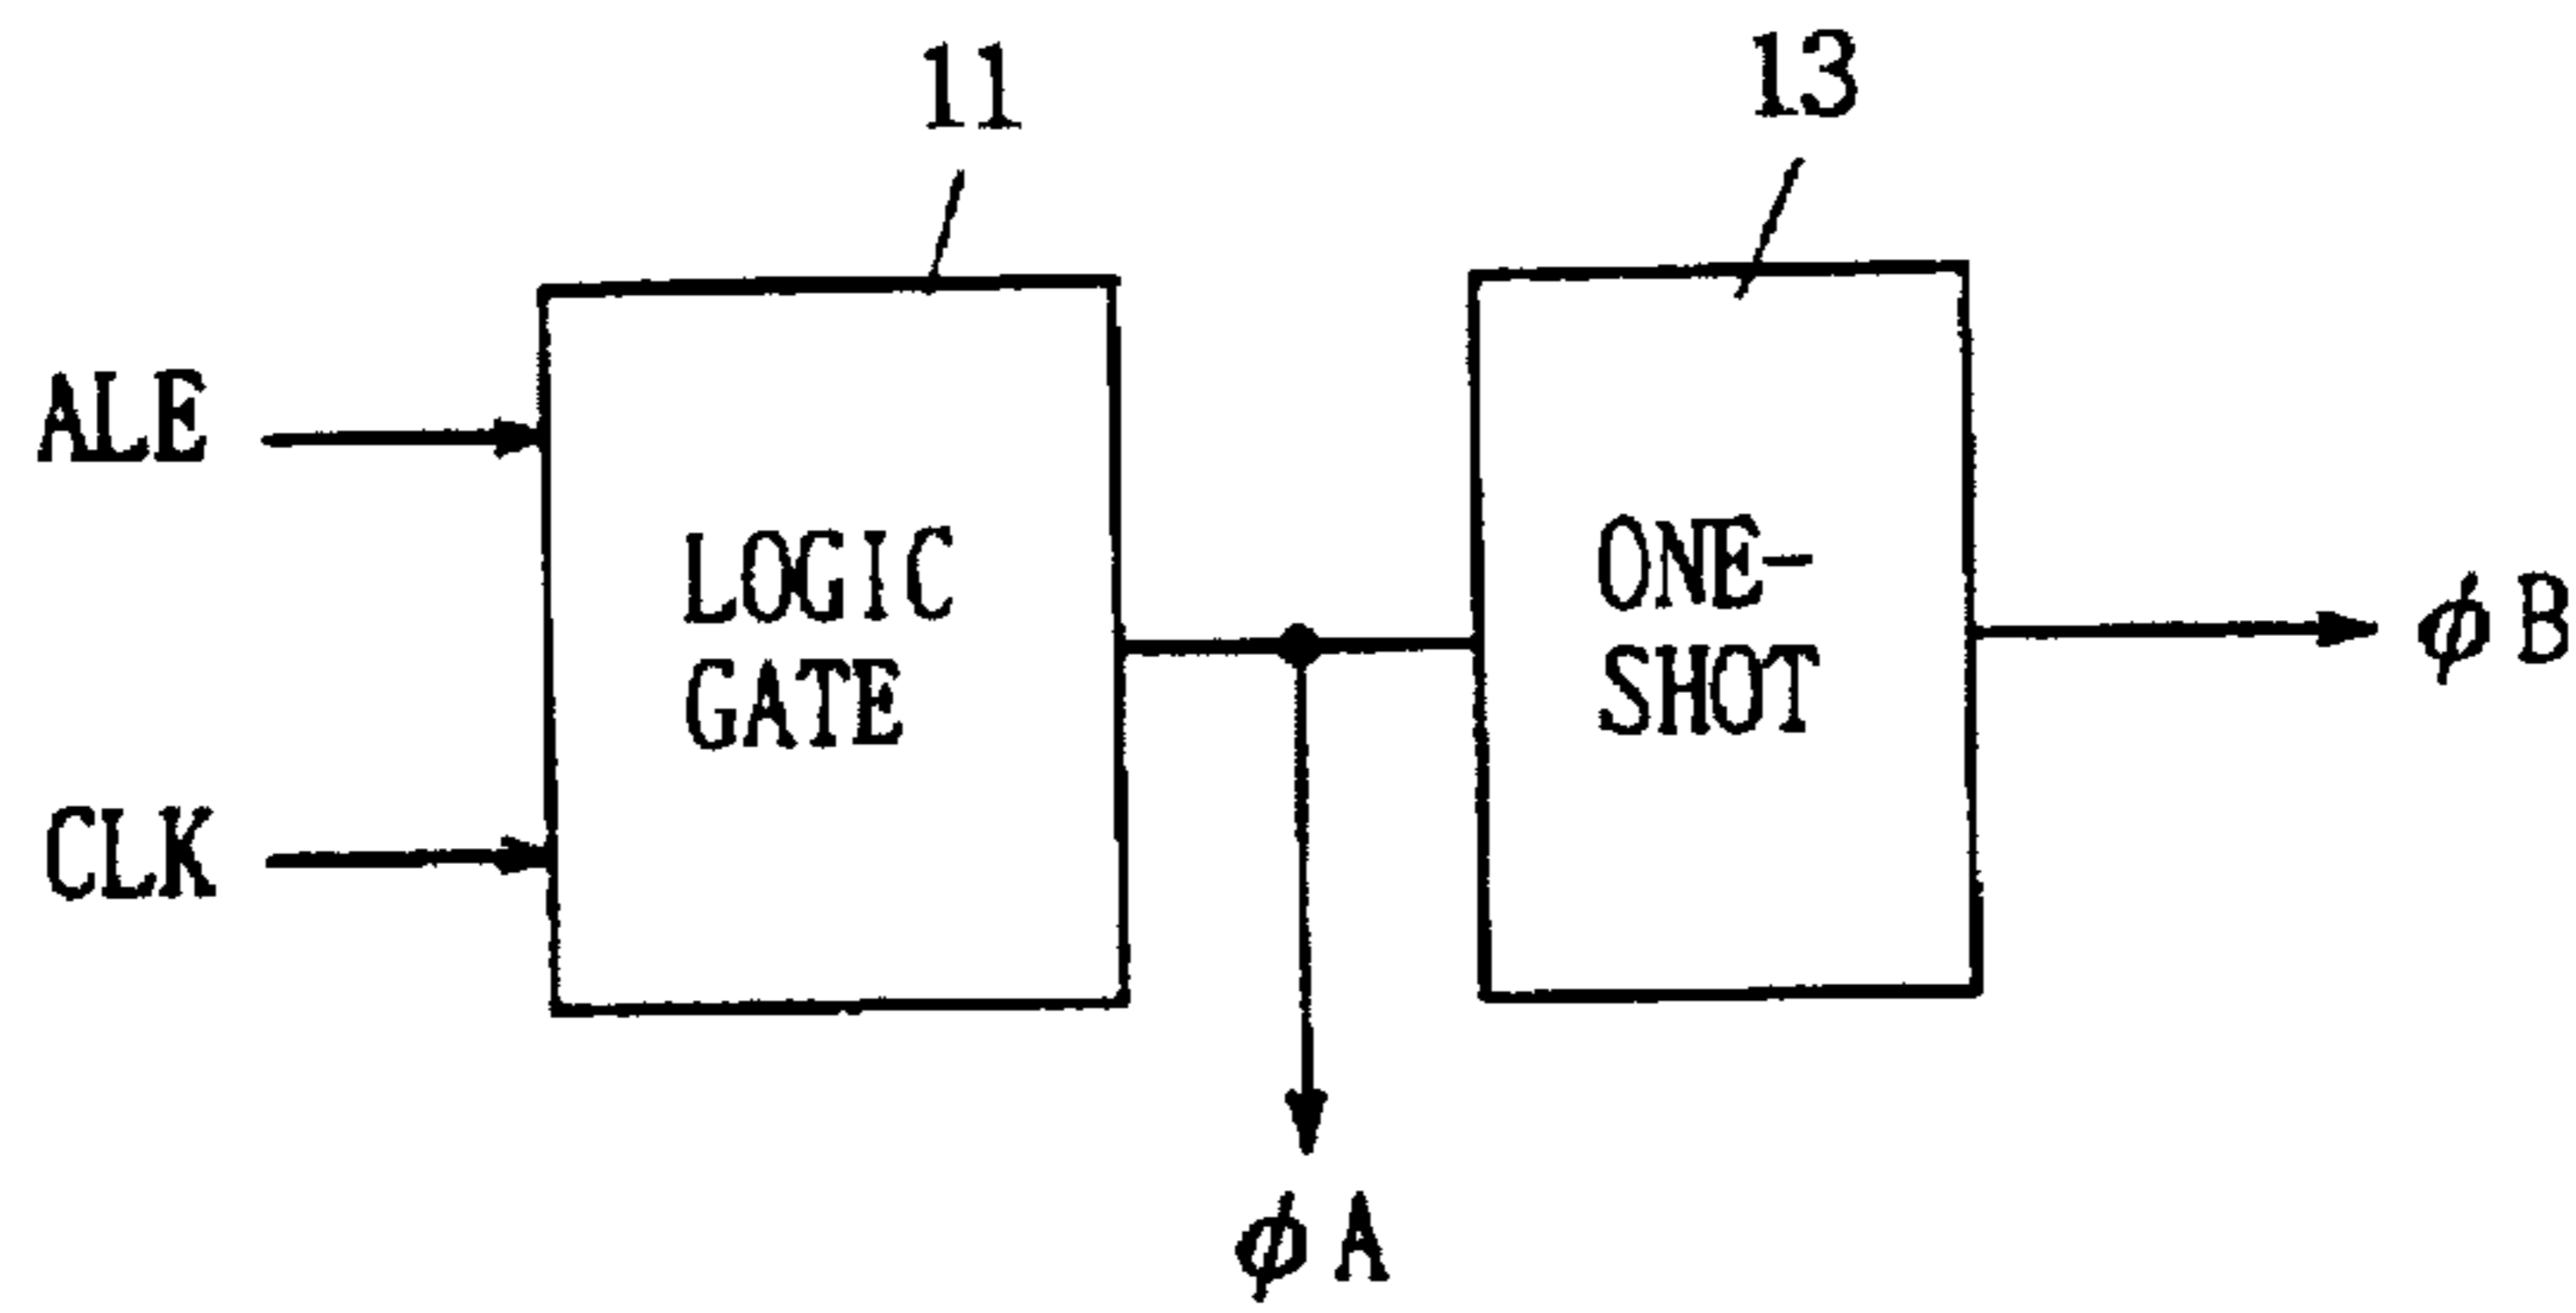 11
13
ALE
LOGIC
GATE
ONE-
SHOT
φB
CLK
φA